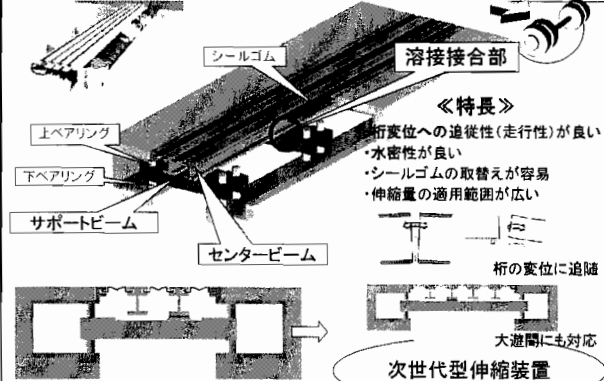 シールゴム
溶接接合部
≪特長≫
・桁変位への追従性(走行性)が良い
・水密性が良い
・シールゴムの取替えが容易
・伸縮量の適用範囲が広い
上ベアリング
下ベアリング
サポートビーム
センタービーム
桁の変位に追随
大遊間にも対応
次世代型伸縮装置